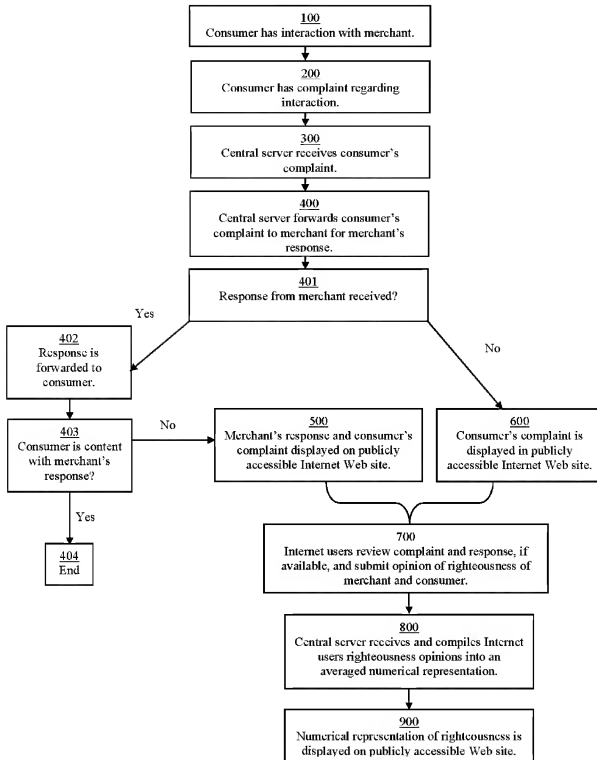 100
Consumer has interaction with merchant.
200
Consumer has complaint regarding
interaction.
300
Central server receives consumer's
complaint.
400
Central server forwards consumer's
complaint to merchant for merchant's
response.
401
Response from merchant received?
Yes
No
402
Response is
forwarded to
consumer.
403
Consumer is content
with merchant's
response?
No
500
Merchant's response and consumer's
complaint displayed on publicly
accessible Internet Web site.
600
Consumer's complaint is
displayed in publicly
accessible Internet Web site.
Yes
404
End
700
Internet users review complaint and response, if
available, and submit opinion of righteousness of
merchant and consumer.
800
Central server receives and compiles Internet
users righteousness opinions into an
averaged numerical representation.
900
Numerical representation of righteousness is
displayed on publicly accessible Web site.